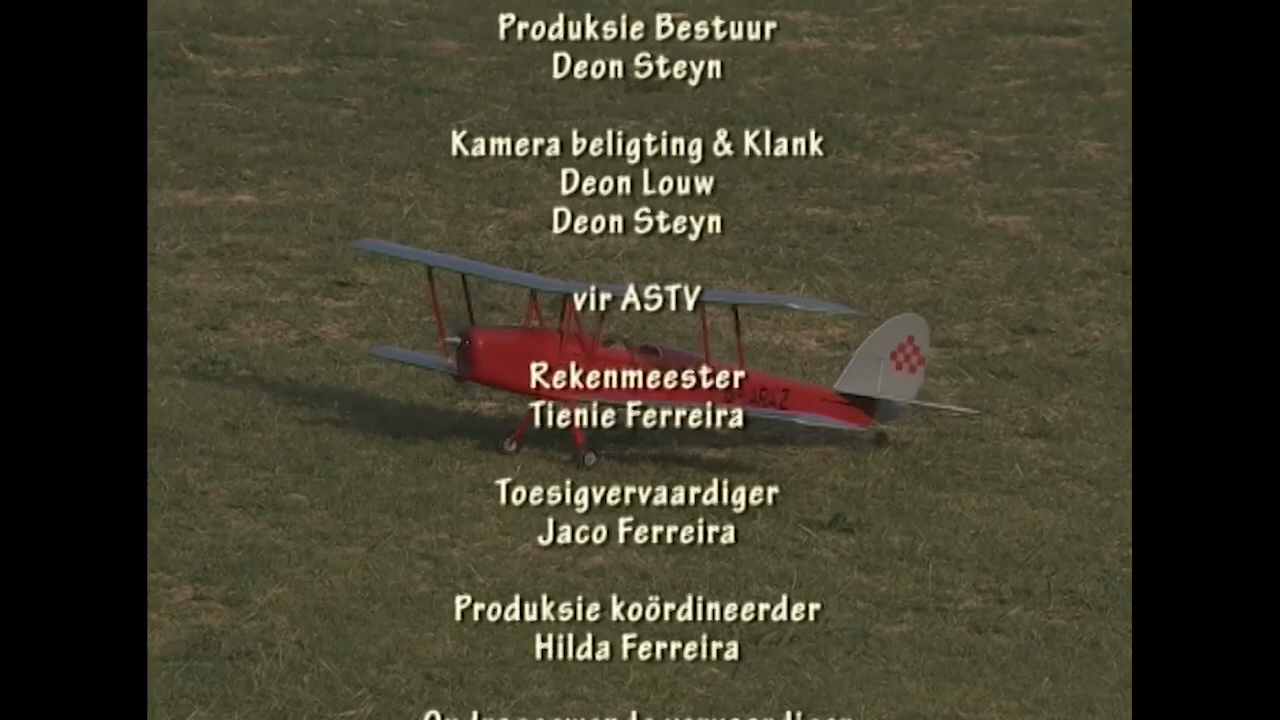 Produksie Bestuur
Deon Steyn
Kamera beligting & Klank
Deon Louw
Deon Steyn
vir ASTV
Rekenmeester
Tienie Ferreira
Toesigvervaardiger
Jaco Ferreira
Produksie koördineerder
Hilda Ferreira